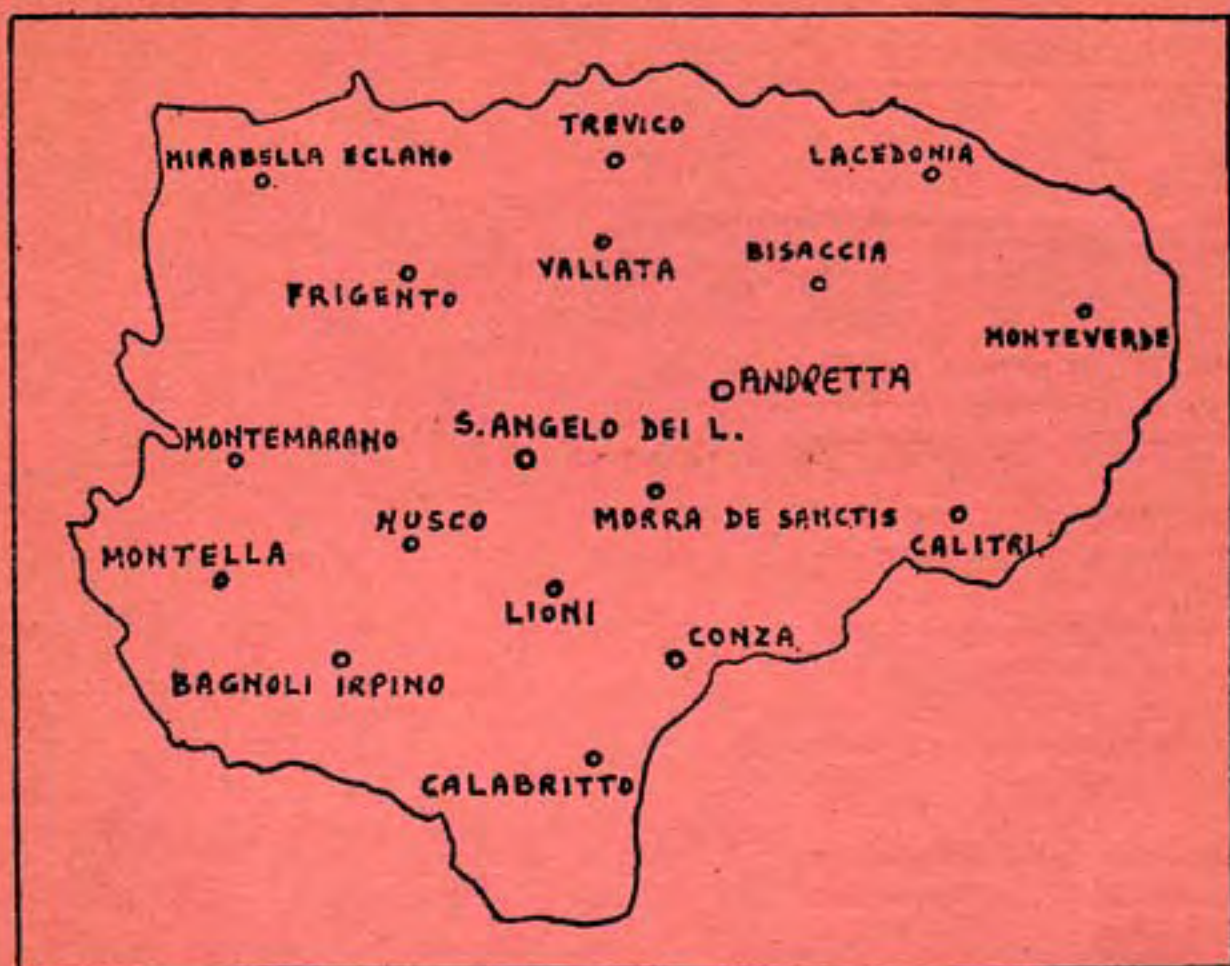 TREVICO
MIRABELLA ECLANO
LACEDONIA
VALLATA
BISACCIA
FRIGENTO
MONTEVERDE
ANDRETTA
S. ANGELO DEI L.
MONTEMARANO
NUSCO
MORRA DE SANCTIS
CALITRI
MONTELLA
LIONI
CONZA
BAGNOLI IRPINO
CALABRITTO